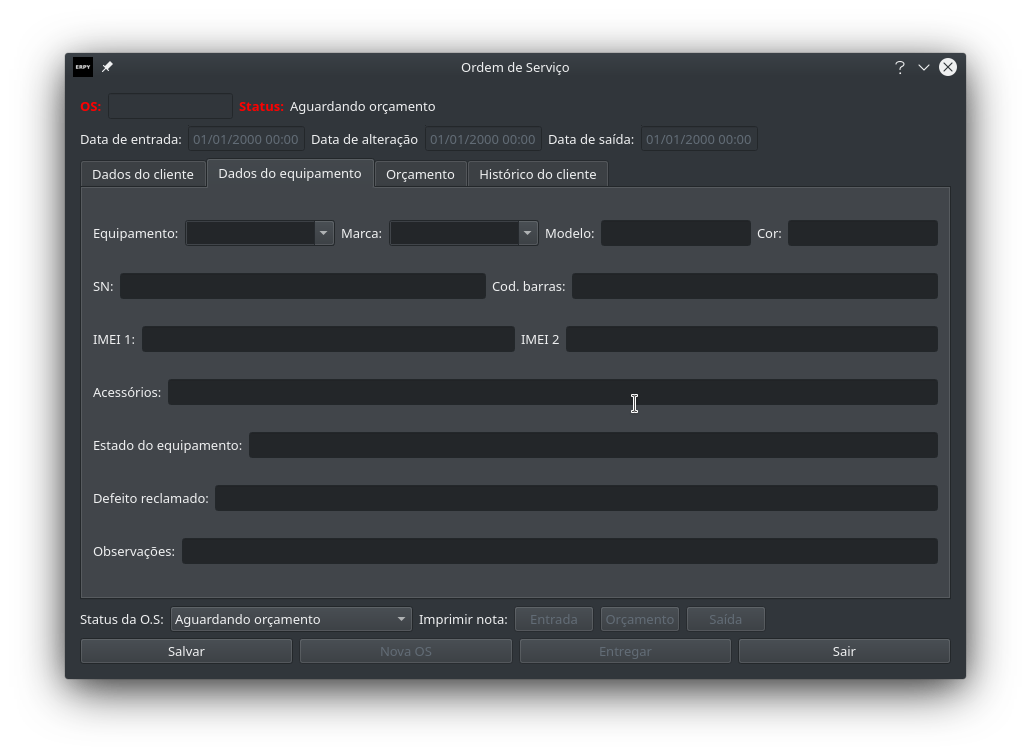 ERPY Ordem de Serviço ?
OS: Status: Aguardando orçamento
Data de entrada: 01/01/2000 00:00 Data de alteração 01/01/2000 00:00 Data de saída: 01/01/2000 00:00
Dados do cliente Dados do equipamento Orçamento Histórico do cliente
Equipamento: Marca: Modelo: Cor:
SN: Cod. barras:
IMEI 1: IMEI 2
Acessórios:
Estado do equipamento:
Defeito reclamado:
Observações:
Status da O.S: Aguardando orçamento Imprimir nota: Entrada Orçamento Saída
Salvar Nova OS Entregar Sair